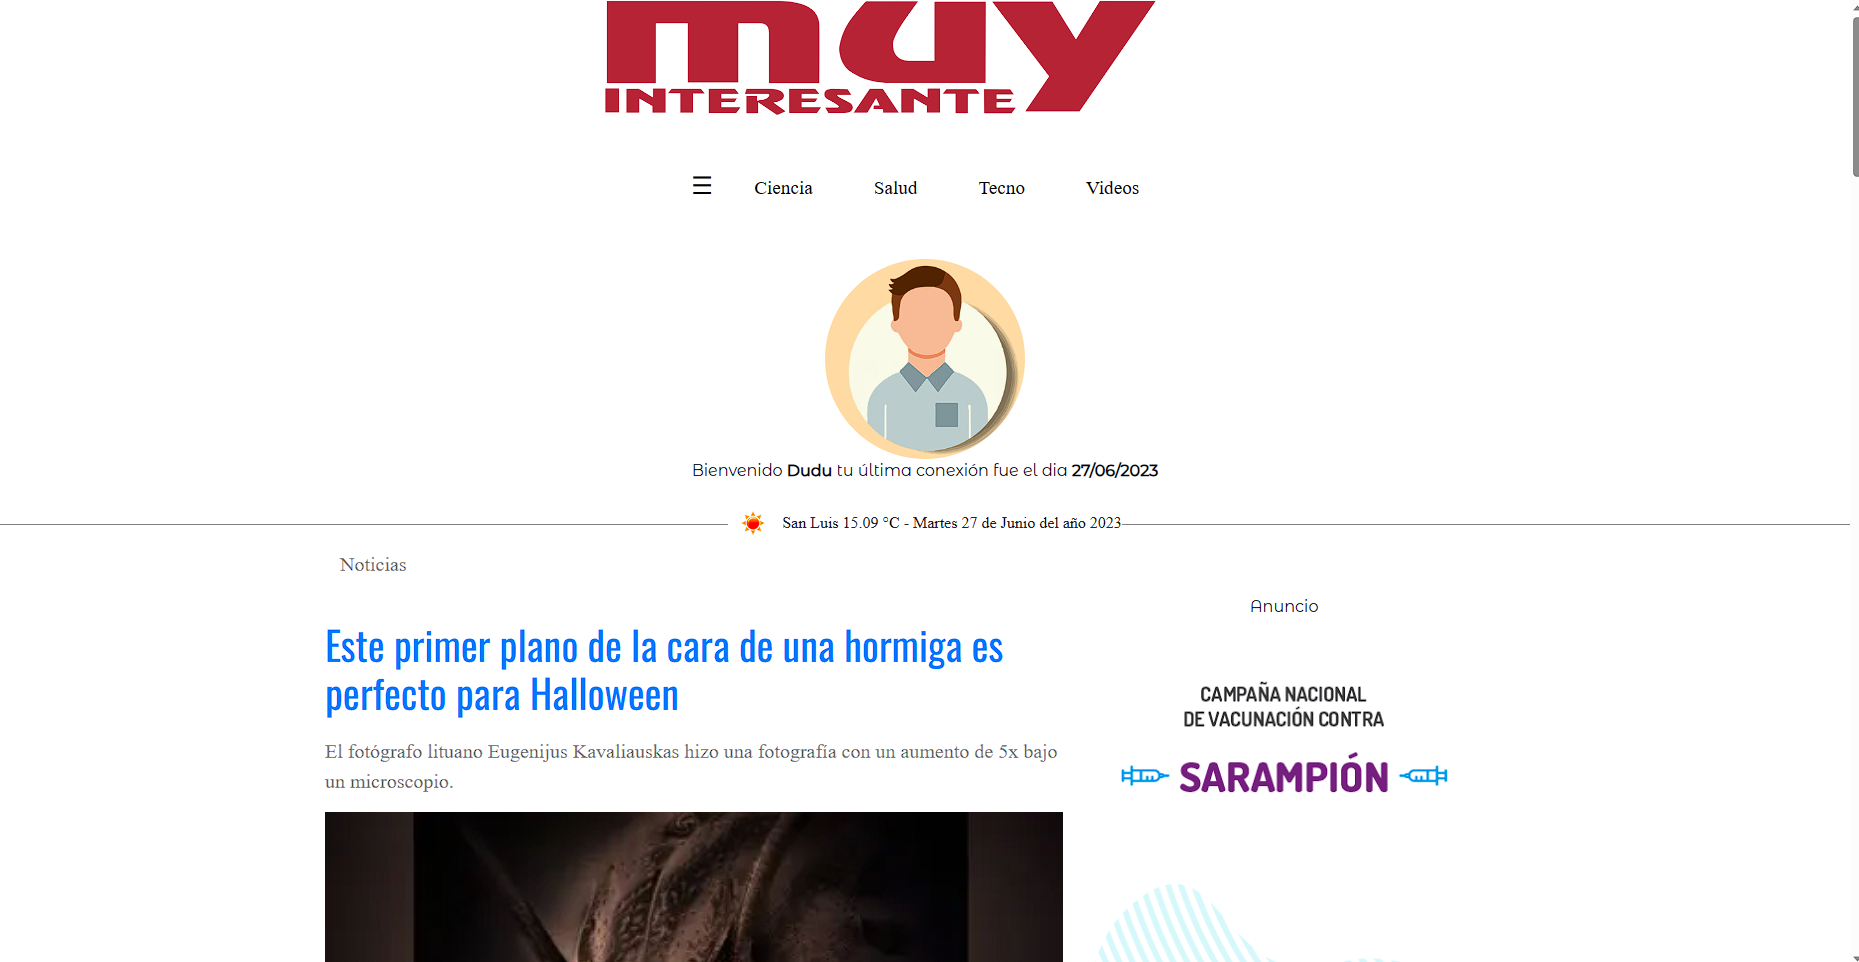 muy
INTERESANTE
☰ Ciencia Salud Tecno Videos
Bienvenido Dudu tu última conexión fue el dia 27/06/2023
San Luis 15.09 °C - Martes 27 de Junio del año 2023
Noticias
Este primer plano de la cara de una hormiga es
perfecto para Halloween
El fotógrafo lituano Eugenijus Kavaliauskas hizo una fotografía con un aumento de 5x bajo
un microscopio.
Anuncio
CAMPAÑA NACIONAL
DE VACUNACIÓN CONTRA
SARAMPIÓN